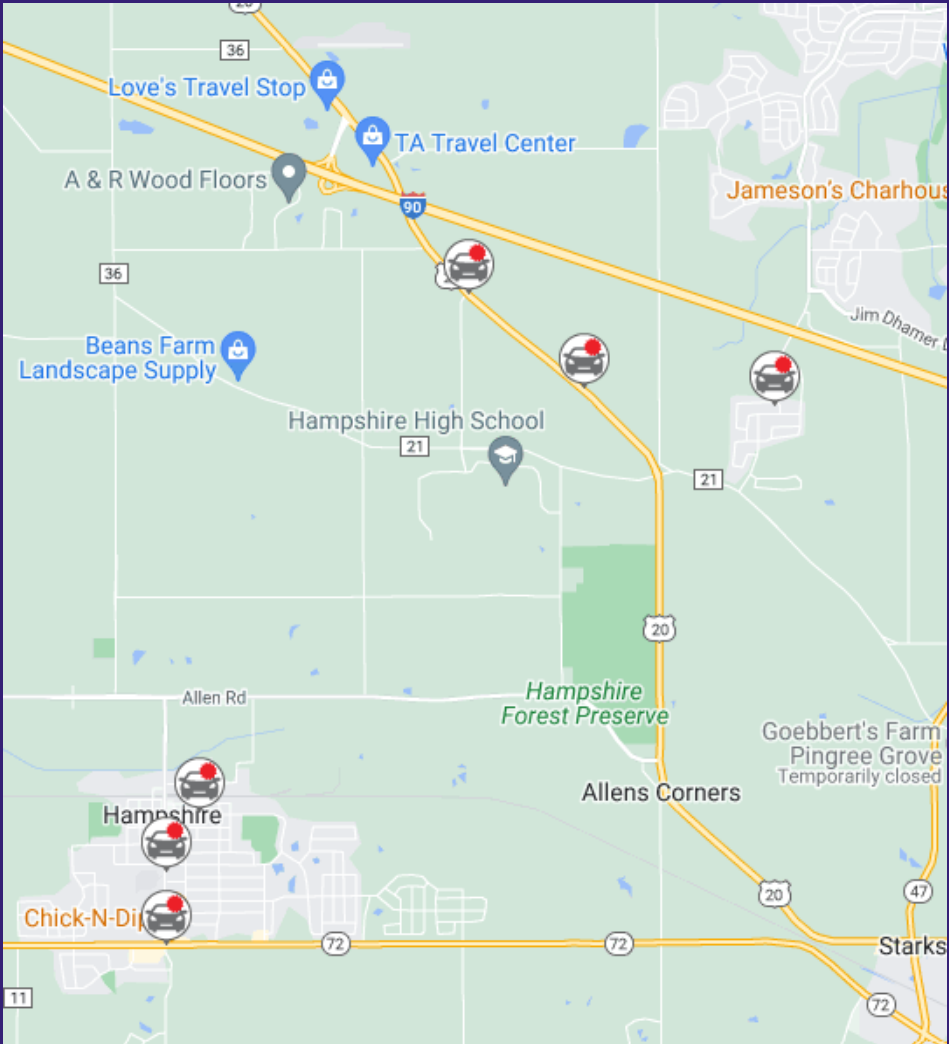 20
36
Love's Travel Stop
TA Travel Center
A & R Wood Floors
Jameson's Charhous
90
36
Jim Dhamer
Beans Farm
Landscape Supply
Hampshire High School
21
21
20
Allen Rd
Hampshire
Forest Preserve
Goebbert's Farm
Pingree Grove
Temporarily closed
Allens Corners
Hampshire
20
47
Chick-N-Dip
72
72
Starks
11
72